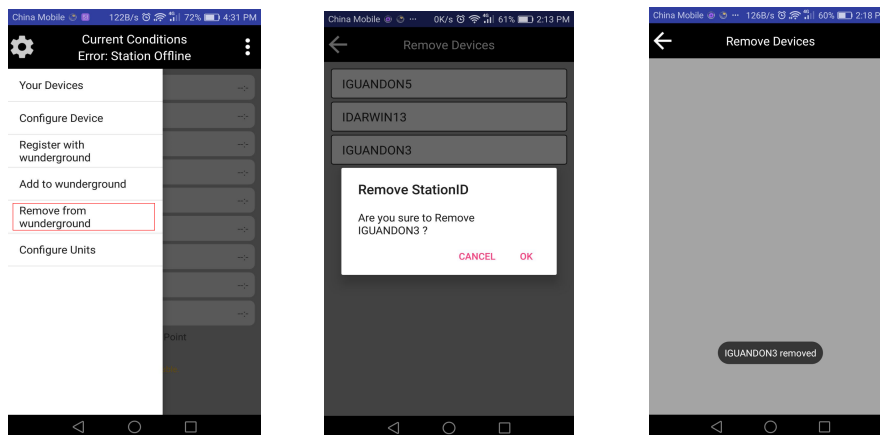 China Mobile 122B/s 4G 72% 4:31 PM
Current Conditions
Error: Station Offline
Your Devices
Configure Device
Register with
wunderground
Add to wunderground
Remove from
wunderground
Configure Units
--:-
--:-
--:-
--:-
--:-
--:-
--:-
--:-
--:-
Point
China Mobile ··· 0K/s 4G 61% 2:13 PM
Remove Devices
IGUANDON5
IDARWIN13
IGUANDON3
Remove StationID
Are you sure to Remove
IGUANDON3 ?
CANCEL OK
China Mobile ··· 126B/s 4G 60% 2:18 P
Remove Devices
IGUANDON3 removed